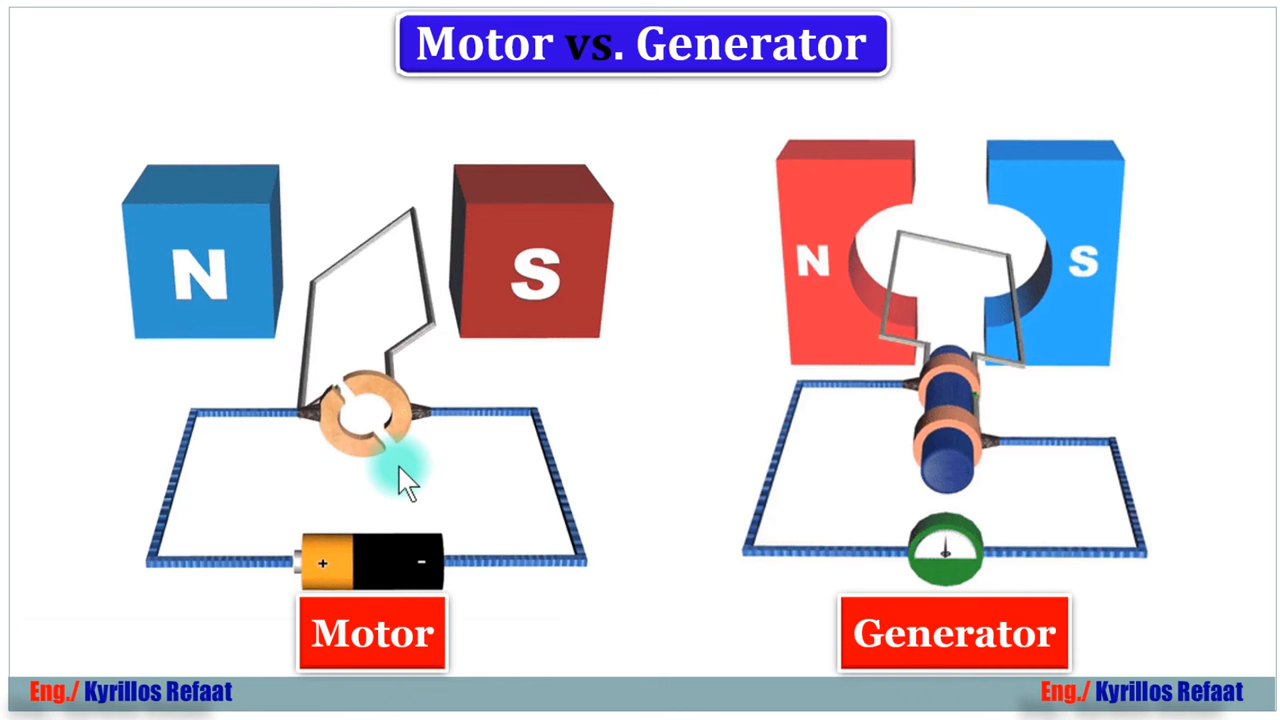 Motor vs. Generator
N
S
N
S
+ -
Motor
Generator
Eng./ Kyrillos Refaat
Eng./ Kyrillos Refaat